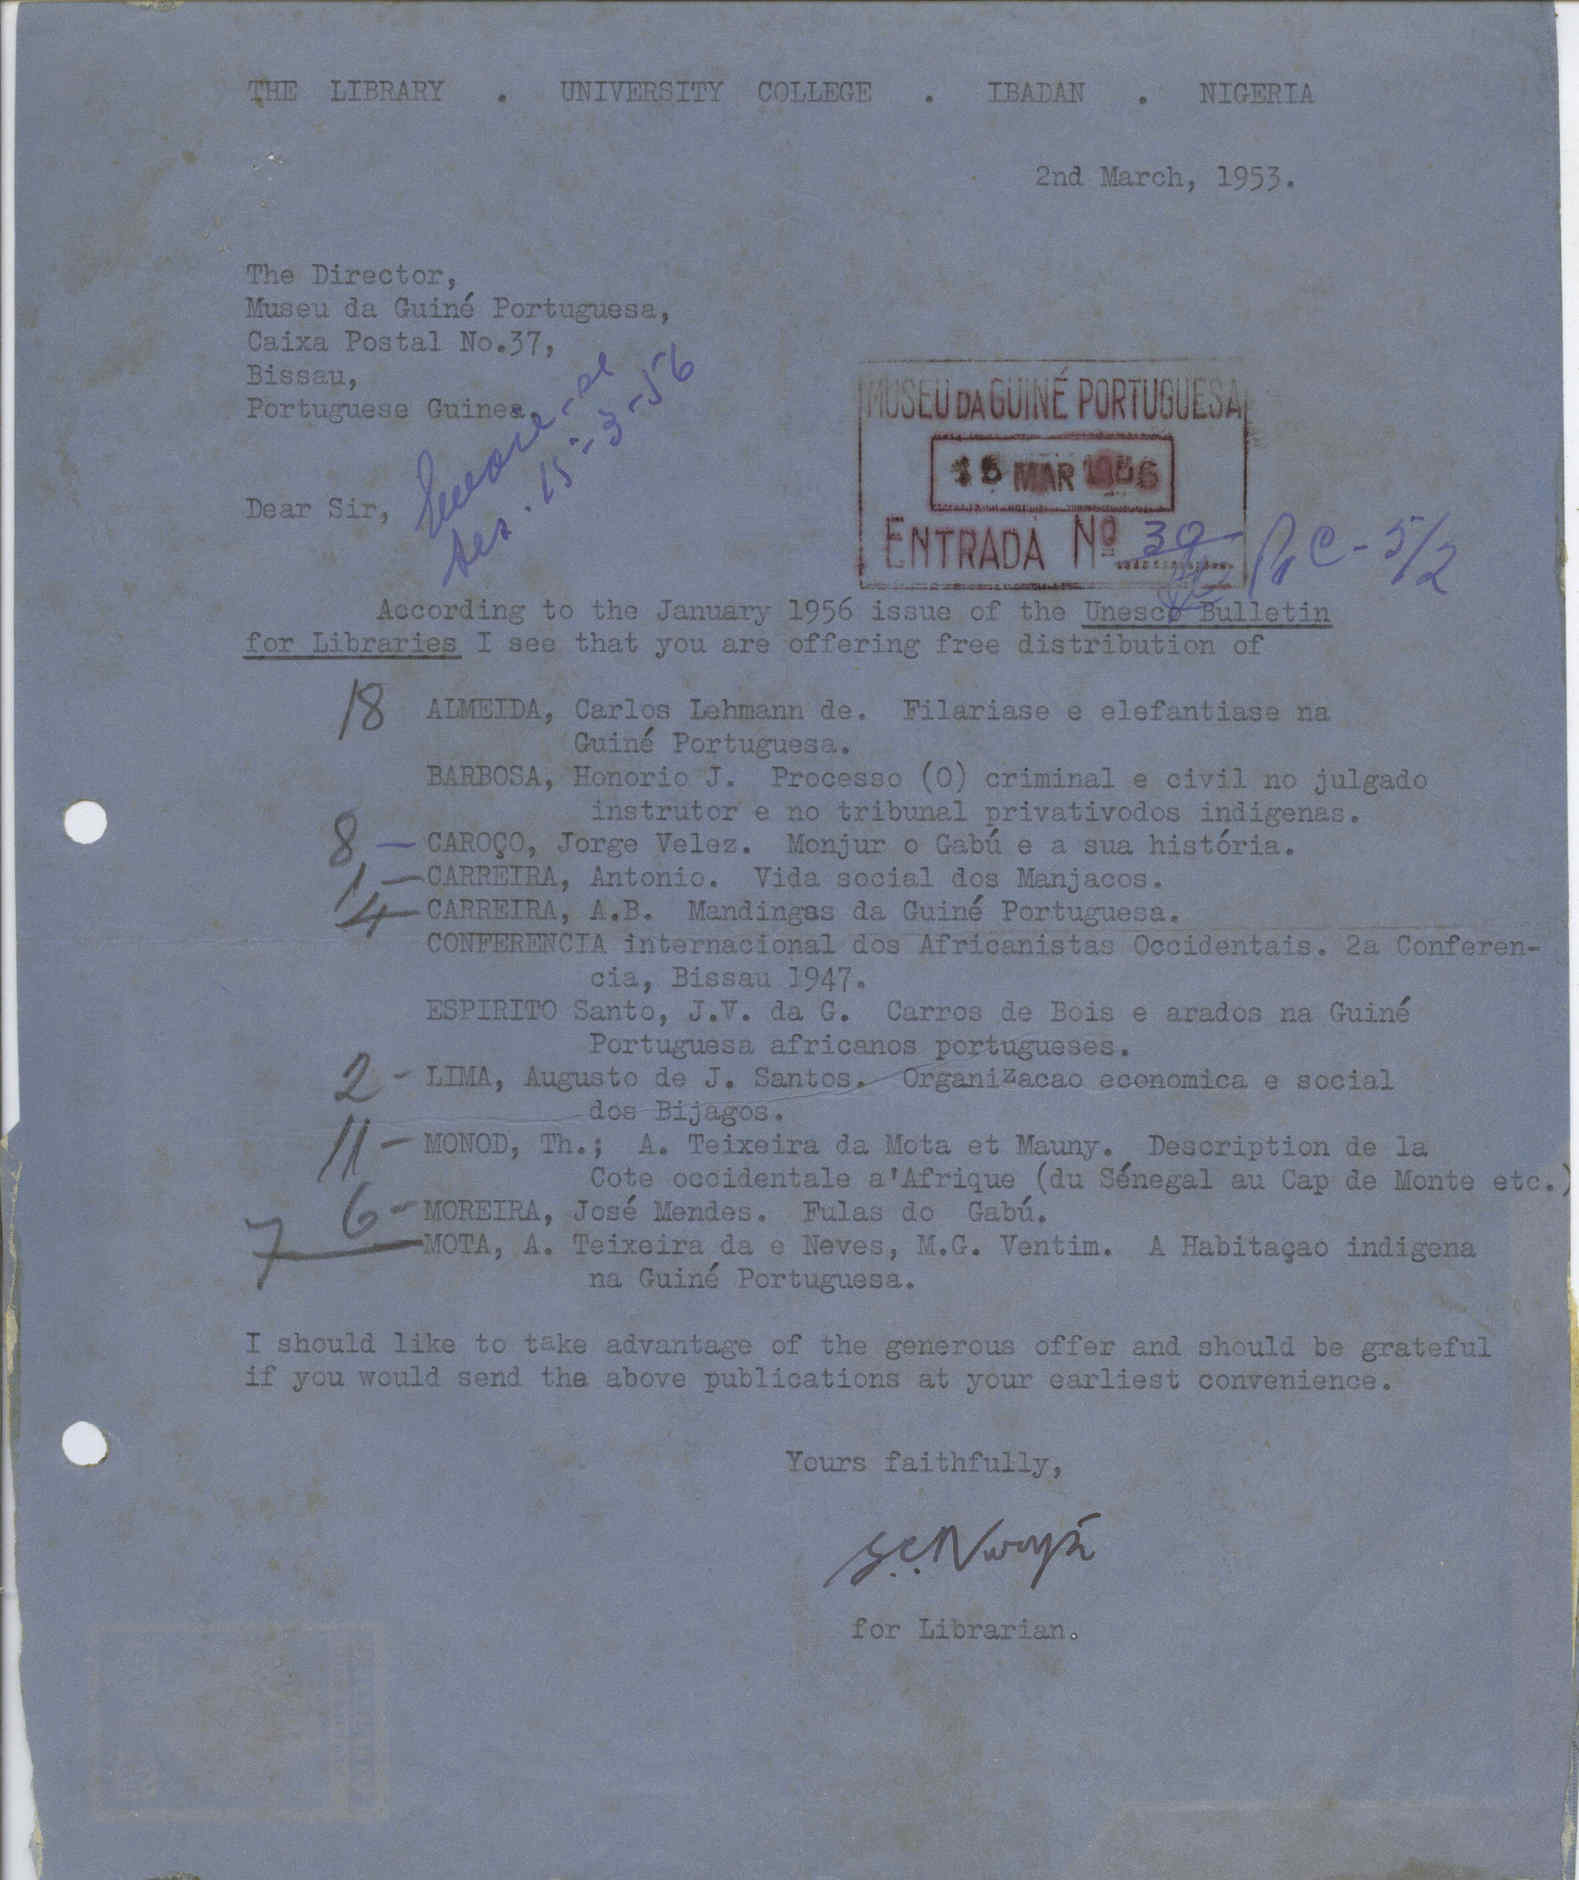 THE LIBRARY . UNIVERSITY COLLEGE . IBADAN . NIGERIA
2nd March, 1953.
The Director,
Museu da Guiné Portuguesa,
Caixa Postal No.37,
Bissau,
Portuguese Guinea.
15-3-56
MUSEU DA GUINÉ PORTUGUESA
15 MAR 1956
ENTRADA Nº 39
C-5/2
Dear Sir,
According to the January 1956 issue of the Unesco Bulletin
for Libraries I see that you are offering free distribution of
18 ALMEIDA, Carlos Lehmann de. Filariase e elefantiase na
Guiné Portuguesa.
BARBOSA, Honorio J. Processo (O) criminal e civil no julgado
instrutor e no tribunal privativodos indigenas.
8 - CAROÇO, Jorge Velez. Monjur o Gabú e a sua história.
1 - CARREIRA, Antonio. Vida social dos Manjacos.
4 - CARREIRA, A.B. Mandingas da Guiné Portuguesa.
CONFERENCIA internacional dos Africanistas Occidentais. 2a Conferen-
cia, Bissau 1947.
ESPIRITO Santo, J.V. da G. Carros de Bois e arados na Guiné
Portuguesa africanos portugueses.
2 - LIMA, Augusto de J. Santos. Organizacao economica e social
dos Bijagos.
11 - MONOD, Th.; A. Teixeira da Mota et Mauny. Description de la
Cote occidentale a'Afrique (du Sénegal au Cap de Monte etc.)
6 - MOREIRA, José Mendes. Fulas do Gabú.
7 - MOTA, A. Teixeira da e Neves, M.G. Ventim. A Habitaçao indigena
na Guiné Portuguesa.
I should like to take advantage of the generous offer and should be grateful
if you would send the above publications at your earliest convenience.
Yours faithfully,
for Librarian.